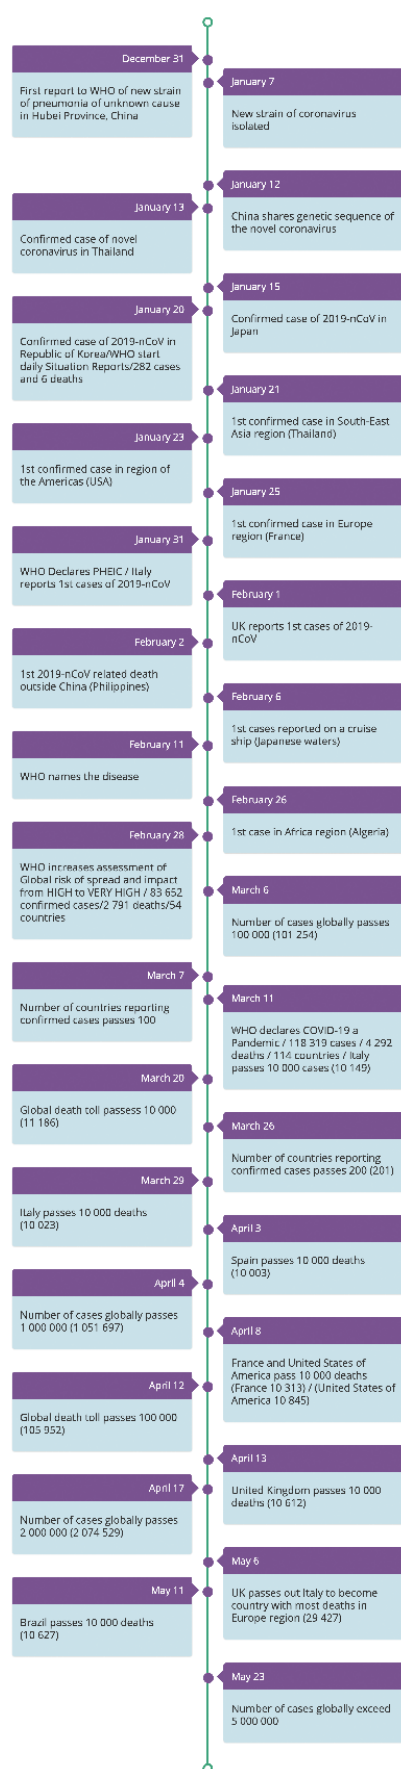 December 31
First report to WHO of new strain
of pneumonia of unknown cause
in Hubei Province, China
January 7
New strain of coronavirus
isolated
January 12
China shares genetic sequence of
the novel coronavirus
January 13
Confirmed case of novel
coronavirus in Thailand
January 15
Confirmed case of 2019-nCoV in
Japan
January 20
Confirmed case of 2019-nCoV in
Republic of Korea/WHO start
daily Situation Reports/282 cases
and 6 deaths
January 21
1st confirmed case in South-East
Asia region (Thailand)
January 23
1st confirmed case in region of
the Americas (USA)
January 25
1st confirmed case in Europe
region (France)
January 31
WHO Declares PHEIC / Italy
reports 1st cases of 2019-nCoV
February 1
UK reports 1st cases of 2019-
nCoV
February 2
1st 2019-nCoV related death
outside China (Philippines)
February 6
1st cases reported on a cruise
ship (Japanese waters)
February 11
WHO names the disease
February 26
1st case in Africa region (Algeria)
February 28
WHO increases assessment of
Global risk of spread and impact
from HIGH to VERY HIGH / 83 652
confirmed cases/2 791 deaths/54
countries
March 6
Number of cases globally passes
100 000 (101 254)
March 7
Number of countries reporting
confirmed cases passes 100
March 11
WHO declares COVID-19 a
Pandemic / 118 319 cases / 4 292
deaths / 114 countries / Italy
passes 10 000 cases (10 149)
March 20
Global death toll passess 10 000
(11 186)
March 26
Number of countries reporting
confirmed cases passes 200 (201)
March 29
Italy passes 10 000 deaths
(10 023)
April 3
Spain passes 10 000 deaths
(10 003)
April 4
Number of cases globally passes
1 000 000 (1 051 697)
April 8
France and United States of
America pass 10 000 deaths
(France 10 313) / (United States of
America 10 845)
April 12
Global death toll passes 100 000
(105 952)
April 13
United Kingdom passes 10 000
deaths (10 612)
April 17
Number of cases globally passes
2 000 000 (2 074 529)
May 6
UK passes out Italy to become
country with most deaths in
Europe region (29 427)
May 11
Brazil passes 10 000 deaths
(10 627)
May 23
Number of cases globally exceed
5 000 000